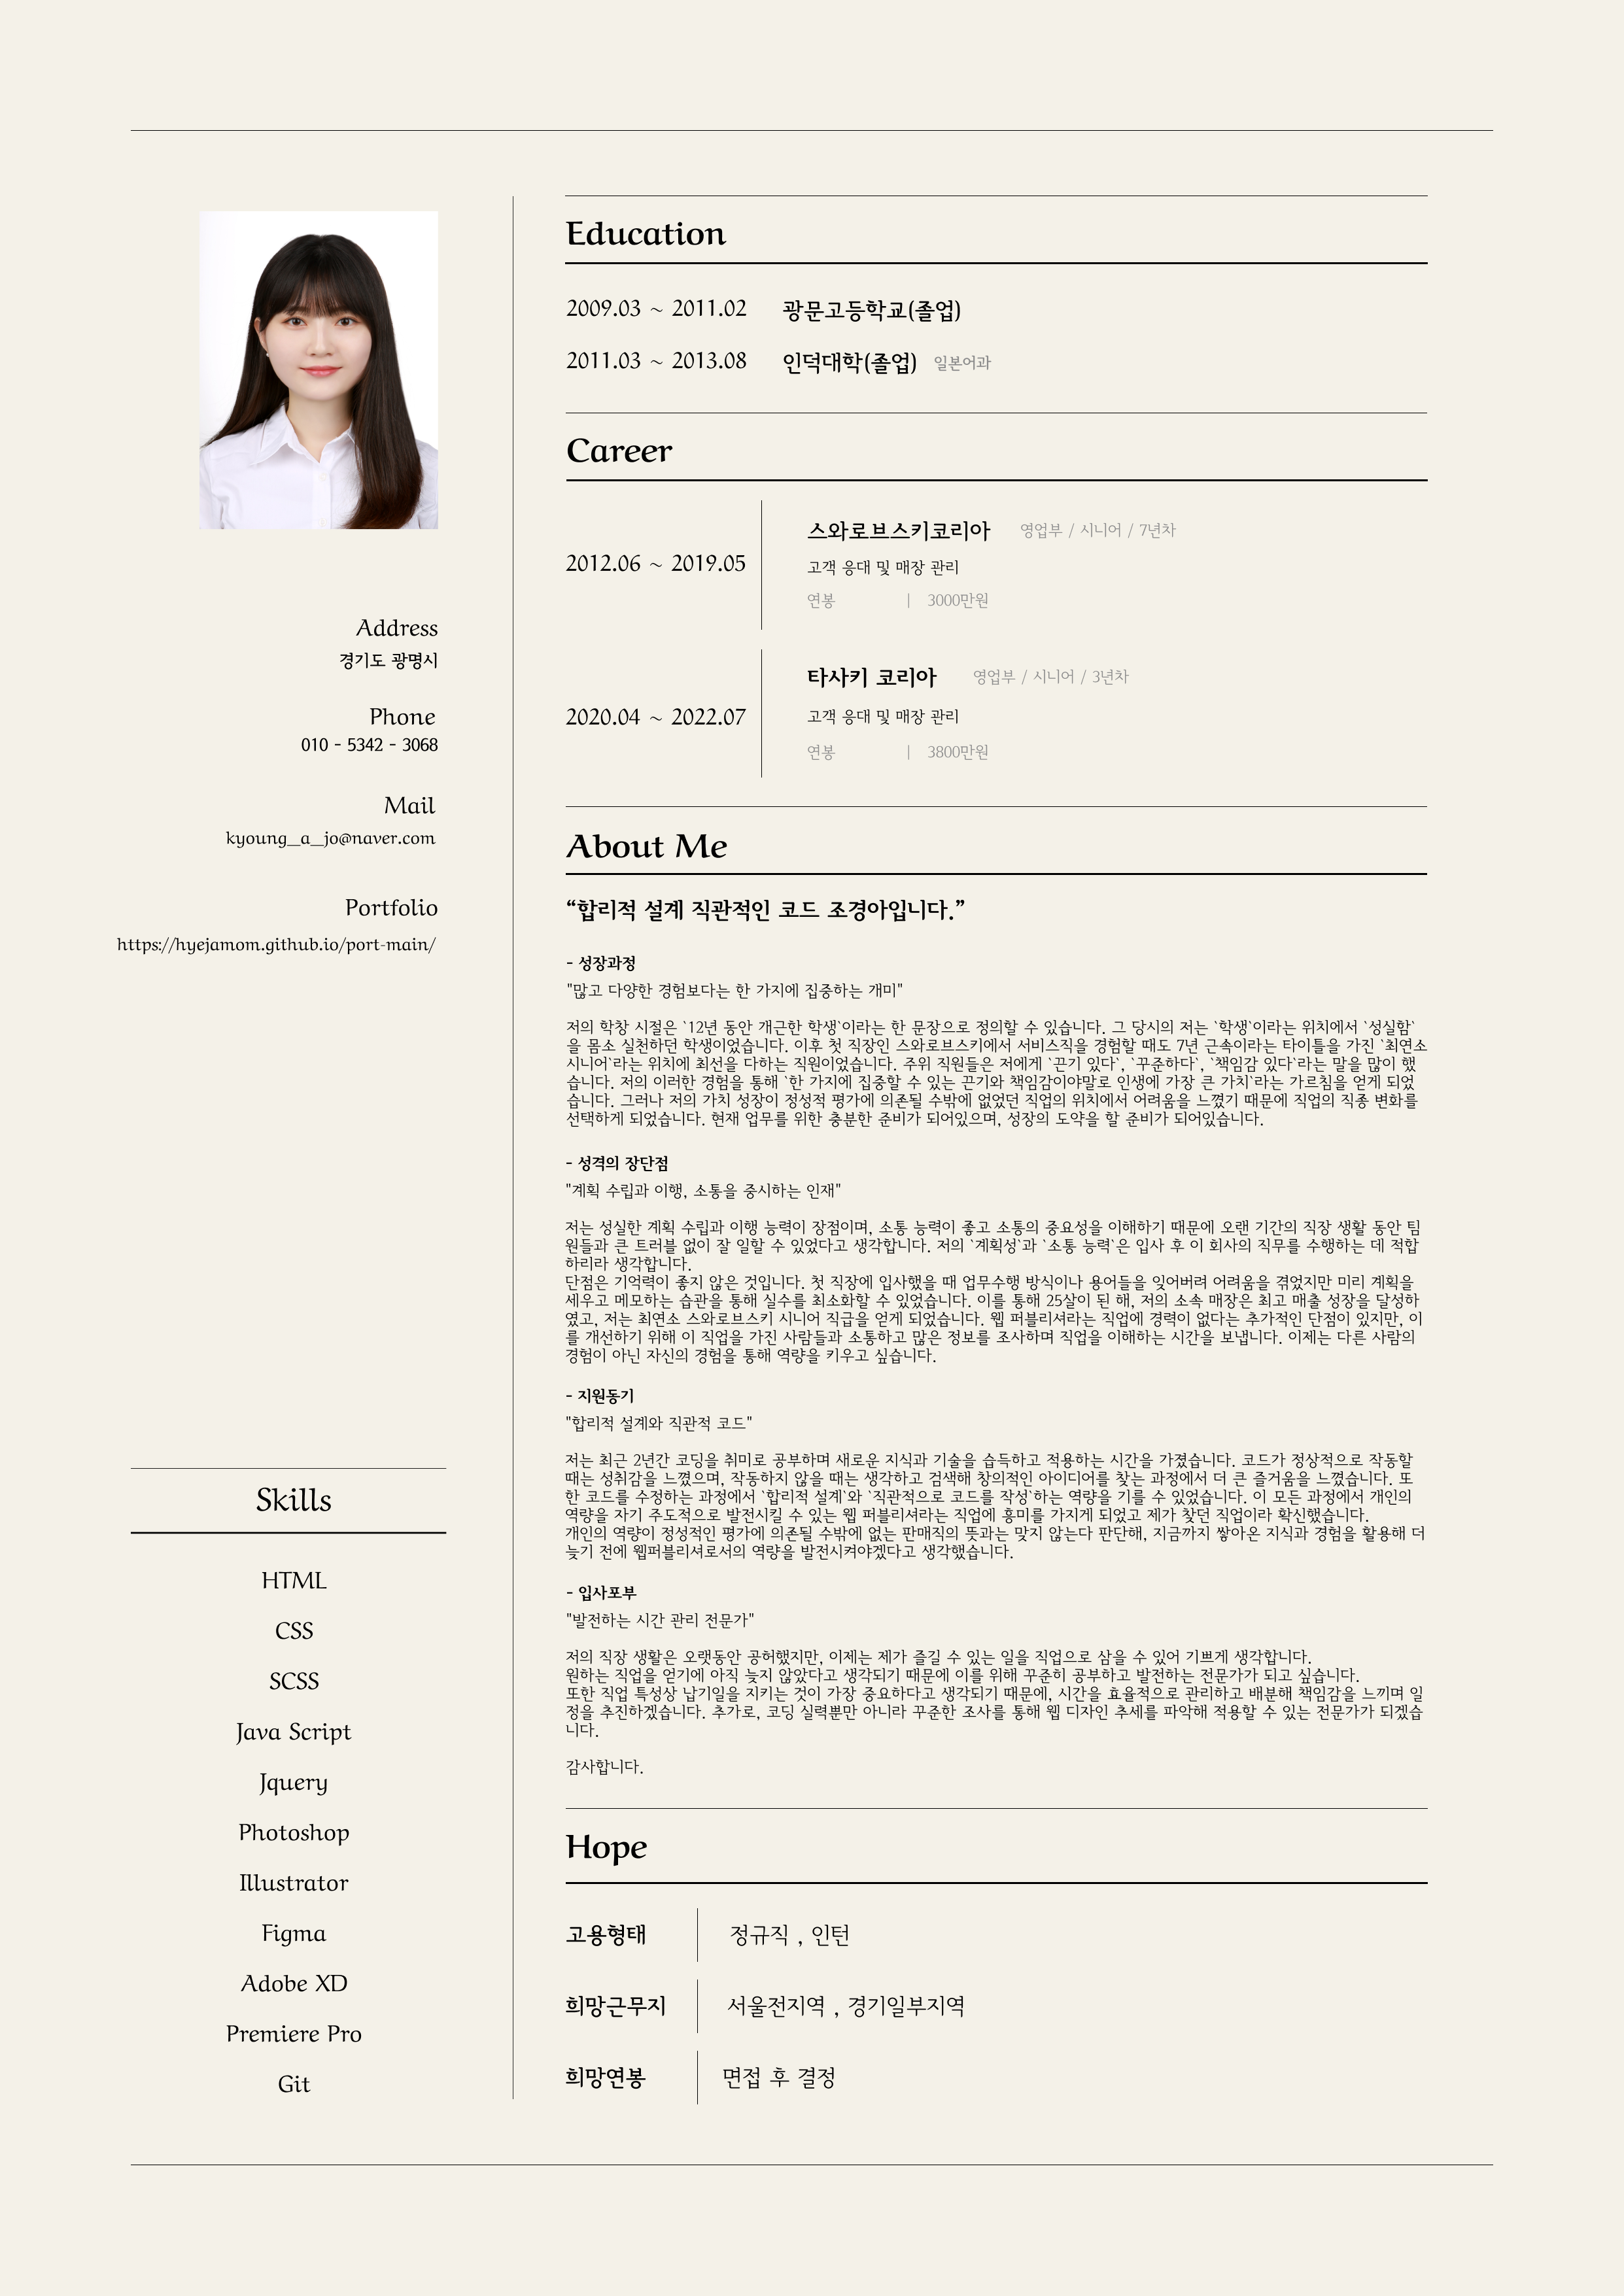 Address
경기도 광명시
Phone
010 - 5342 - 3068
Mail
kyoung_a_jo@naver.com
Portfolio
https://hyejamom.github.io/port-main/
Skills
HTML
CSS
SCSS
Java Script
Jquery
Photoshop
Illustrator
Figma
Adobe XD
Premiere Pro
Git
Education
2009.03 ~ 2011.02 광문고등학교(졸업)
2011.03 ~ 2013.08 인덕대학(졸업) 일본어과
Career
스와로브스키코리아 영업부 / 시니어 / 7년차
2012.06 ~ 2019.05
고객 응대 및 매장 관리
연봉 | 3000만원
타사키 코리아 영업부 / 시니어 / 3년차
2020.04 ~ 2022.07
고객 응대 및 매장 관리
연봉 | 3800만원
About Me
“합리적 설계 직관적인 코드 조경아입니다.”
- 성장과정
"많고 다양한 경험보다는 한 가지에 집중하는 개미"
저의 학창 시절은 `12년 동안 개근한 학생`이라는 한 문장으로 정의할 수 있습니다. 그 당시의 저는 `학생`이라는 위치에서 `성실함`
을 몸소 실천하던 학생이었습니다. 이후 첫 직장인 스와로브스키에서 서비스직을 경험할 때도 7년 근속이라는 타이틀을 가진 `최연소
시니어`라는 위치에 최선을 다하는 직원이었습니다. 주위 직원들은 저에게 `끈기 있다`, `꾸준하다`, `책임감 있다`라는 말을 많이 했
습니다. 저의 이러한 경험을 통해 `한 가지에 집중할 수 있는 끈기와 책임감이야말로 인생에 가장 큰 가치`라는 가르침을 얻게 되었
습니다. 그러나 저의 가치 성장이 정성적 평가에 의존될 수밖에 없었던 직업의 위치에서 어려움을 느꼈기 때문에 직업의 직종 변화를
선택하게 되었습니다. 현재 업무를 위한 충분한 준비가 되어있으며, 성장의 도약을 할 준비가 되어있습니다.
- 성격의 장단점
"계획 수립과 이행, 소통을 중시하는 인재"
저는 성실한 계획 수립과 이행 능력이 장점이며, 소통 능력이 좋고 소통의 중요성을 이해하기 때문에 오랜 기간의 직장 생활 동안 팀
원들과 큰 트러블 없이 잘 일할 수 있었다고 생각합니다. 저의 `계획성`과 `소통 능력`은 입사 후 이 회사의 직무를 수행하는 데 적합
하리라 생각합니다.
단점은 기억력이 좋지 않은 것입니다. 첫 직장에 입사했을 때 업무수행 방식이나 용어들을 잊어버려 어려움을 겪었지만 미리 계획을
세우고 메모하는 습관을 통해 실수를 최소화할 수 있었습니다. 이를 통해 25살이 된 해, 저의 소속 매장은 최고 매출 성장을 달성하
였고, 저는 최연소 스와로브스키 시니어 직급을 얻게 되었습니다. 웹 퍼블리셔라는 직업에 경력이 없다는 추가적인 단점이 있지만, 이
를 개선하기 위해 이 직업을 가진 사람들과 소통하고 많은 정보를 조사하며 직업을 이해하는 시간을 보냅니다. 이제는 다른 사람의
경험이 아닌 자신의 경험을 통해 역량을 키우고 싶습니다.
- 지원동기
"합리적 설계와 직관적 코드"
저는 최근 2년간 코딩을 취미로 공부하며 새로운 지식과 기술을 습득하고 적용하는 시간을 가졌습니다. 코드가 정상적으로 작동할
때는 성취감을 느꼈으며, 작동하지 않을 때는 생각하고 검색해 창의적인 아이디어를 찾는 과정에서 더 큰 즐거움을 느꼈습니다. 또
한 코드를 수정하는 과정에서 `합리적 설계`와 `직관적으로 코드를 작성`하는 역량을 기를 수 있었습니다. 이 모든 과정에서 개인의
역량을 자기 주도적으로 발전시킬 수 있는 웹 퍼블리셔라는 직업에 흥미를 가지게 되었고 제가 찾던 직업이라 확신했습니다.
개인의 역량이 정성적인 평가에 의존될 수밖에 없는 판매직의 뜻과는 맞지 않는다 판단해, 지금까지 쌓아온 지식과 경험을 활용해 더
늦기 전에 웹퍼블리셔로서의 역량을 발전시켜야겠다고 생각했습니다.
- 입사포부
"발전하는 시간 관리 전문가"
저의 직장 생활은 오랫동안 공허했지만, 이제는 제가 즐길 수 있는 일을 직업으로 삼을 수 있어 기쁘게 생각합니다.
원하는 직업을 얻기에 아직 늦지 않았다고 생각되기 때문에 이를 위해 꾸준히 공부하고 발전하는 전문가가 되고 싶습니다.
또한 직업 특성상 납기일을 지키는 것이 가장 중요하다고 생각되기 때문에, 시간을 효율적으로 관리하고 배분해 책임감을 느끼며 일
정을 추진하겠습니다. 추가로, 코딩 실력뿐만 아니라 꾸준한 조사를 통해 웹 디자인 추세를 파악해 적용할 수 있는 전문가가 되겠습
니다.
감사합니다.
Hope
고용형태 정규직 , 인턴
희망근무지 서울전지역 , 경기일부지역
희망연봉 면접 후 결정